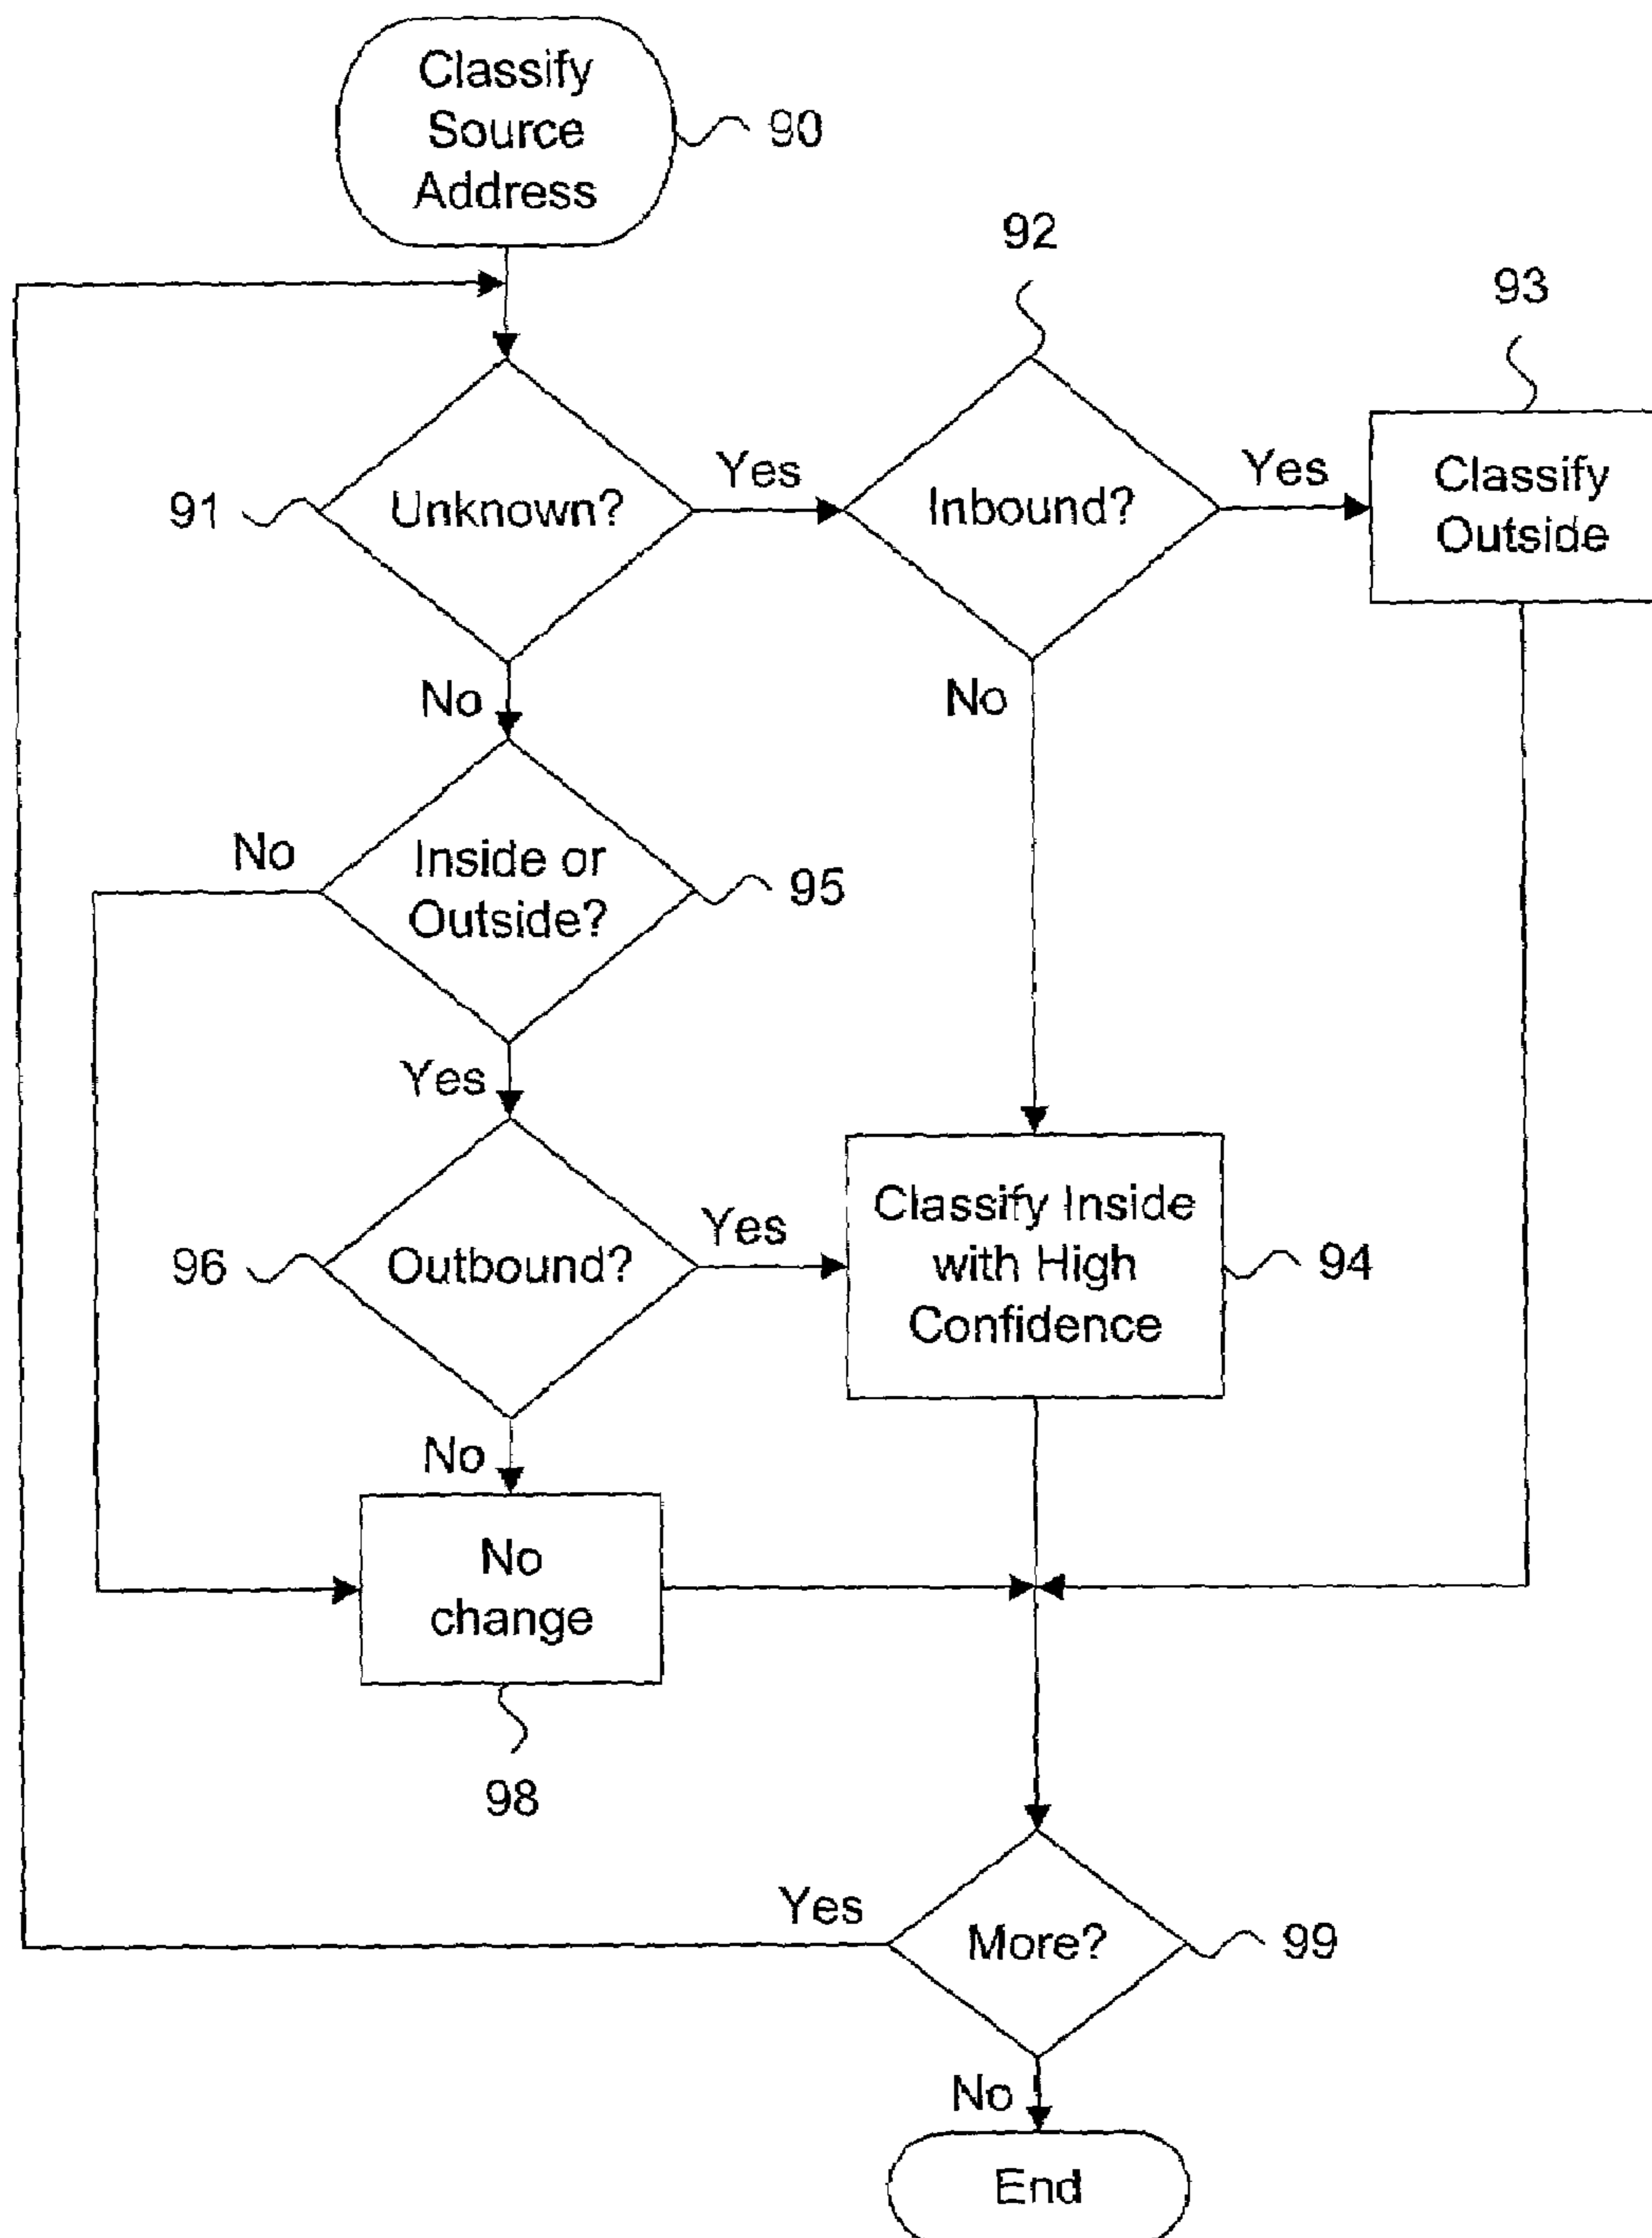 Classify
Source
Address
90
92
93
91
Unknown?
Yes
Inbound?
Yes
Classify
Outside
No
No
No
Inside or
Outside?
95
Yes
96
Outbound?
Yes
Classify Inside
with High
Confidence
94
No
No
change
98
Yes
More?
99
No
End